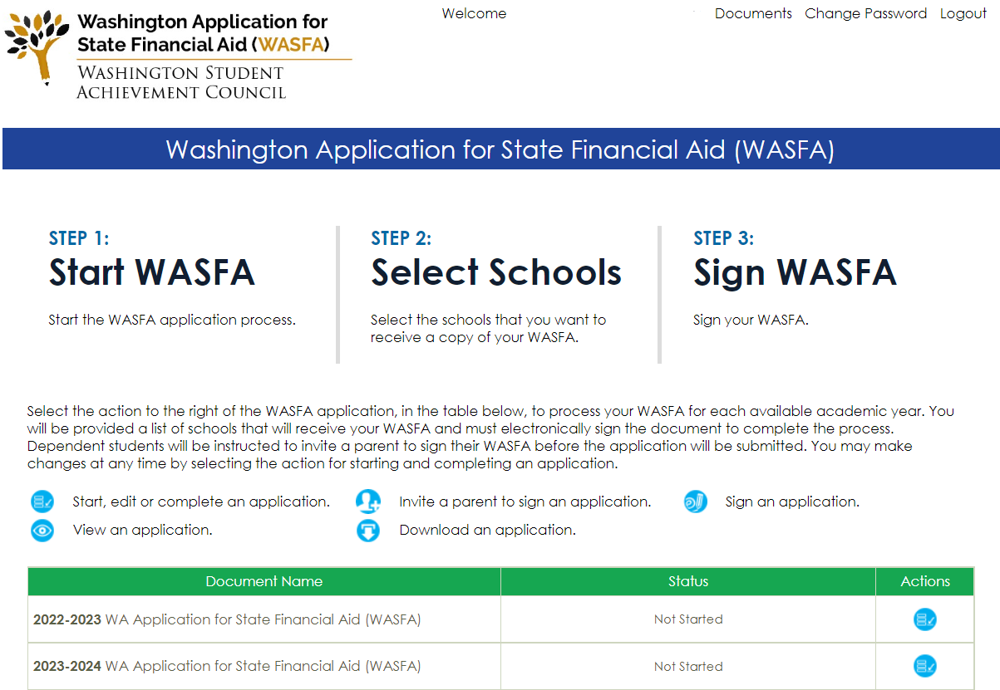 Washington Application for
State Financial Aid (WASFA)
WASHINGTON STUDENT
ACHIEVEMENT COUNCIL
Welcome
Documents Change Password Logout
Washington Application for State Financial Aid (WASFA)
STEP 1:
Start WASFA
Start the WASFA application process.
STEP 2:
Select Schools
Select the schools that you want to
receive a copy of your WASFA.
STEP 3:
Sign WASFA
Sign your WASFA.
Select the action to the right of the WASFA application, in the table below, to process your WASFA for each available academic year. You
will be provided a list of schools that will receive your WASFA and must electronically sign the document to complete the process.
Dependent students will be instructed to invite a parent to sign their WASFA before the application will be submitted. You may make
changes at any time by selecting the action for starting and completing an application.
Start, edit or complete an application. Invite a parent to sign an application. Sign an application.
View an application. Download an application.
Document Name Status Actions
2022-2023 WA Application for State Financial Aid (WASFA) Not Started
2023-2024 WA Application for State Financial Aid (WASFA) Not Started